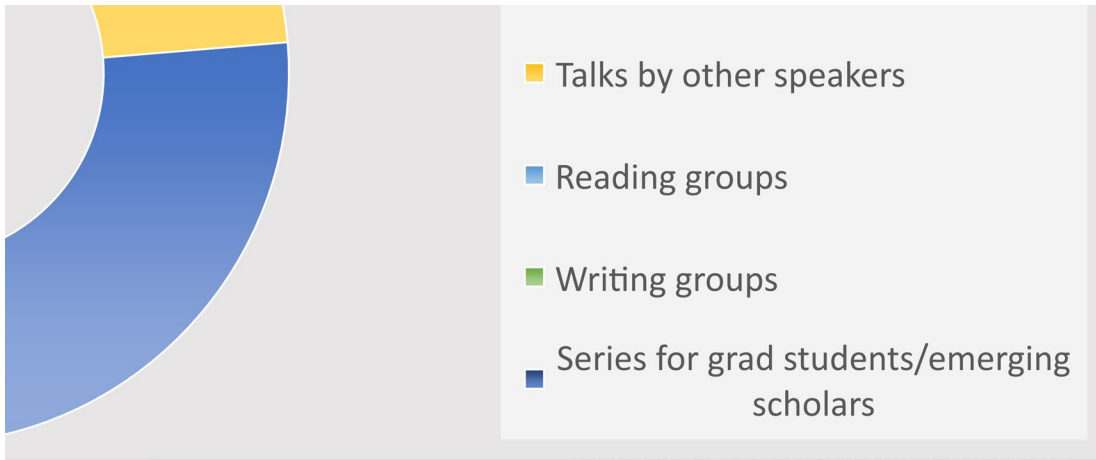 Talks by other speakers
Reading groups
Writing groups
Series for grad students/emerging
scholars